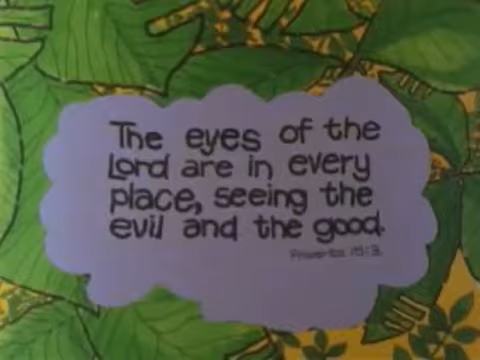 The eyes of the
Lord are in every
place, seeing the
evil and the good.
Proverbs 15:3.